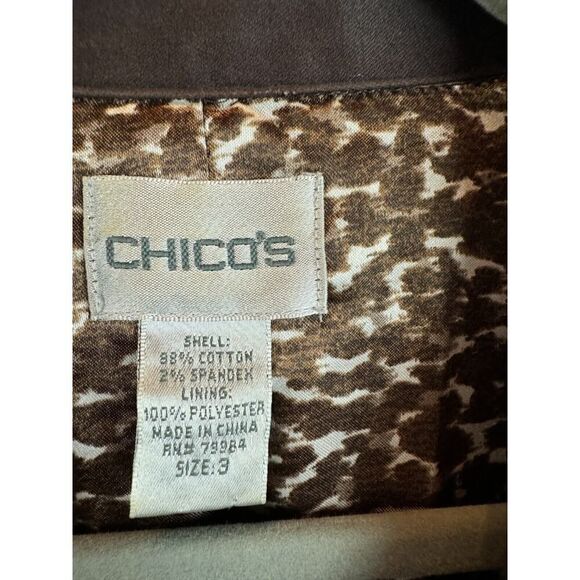 CHICO'S
SHELL:
98% COTTON
2% SPANDEX
LINING:
100% POLYESTER
MADE IN CHINA
RN# 79984
SIZE: 3